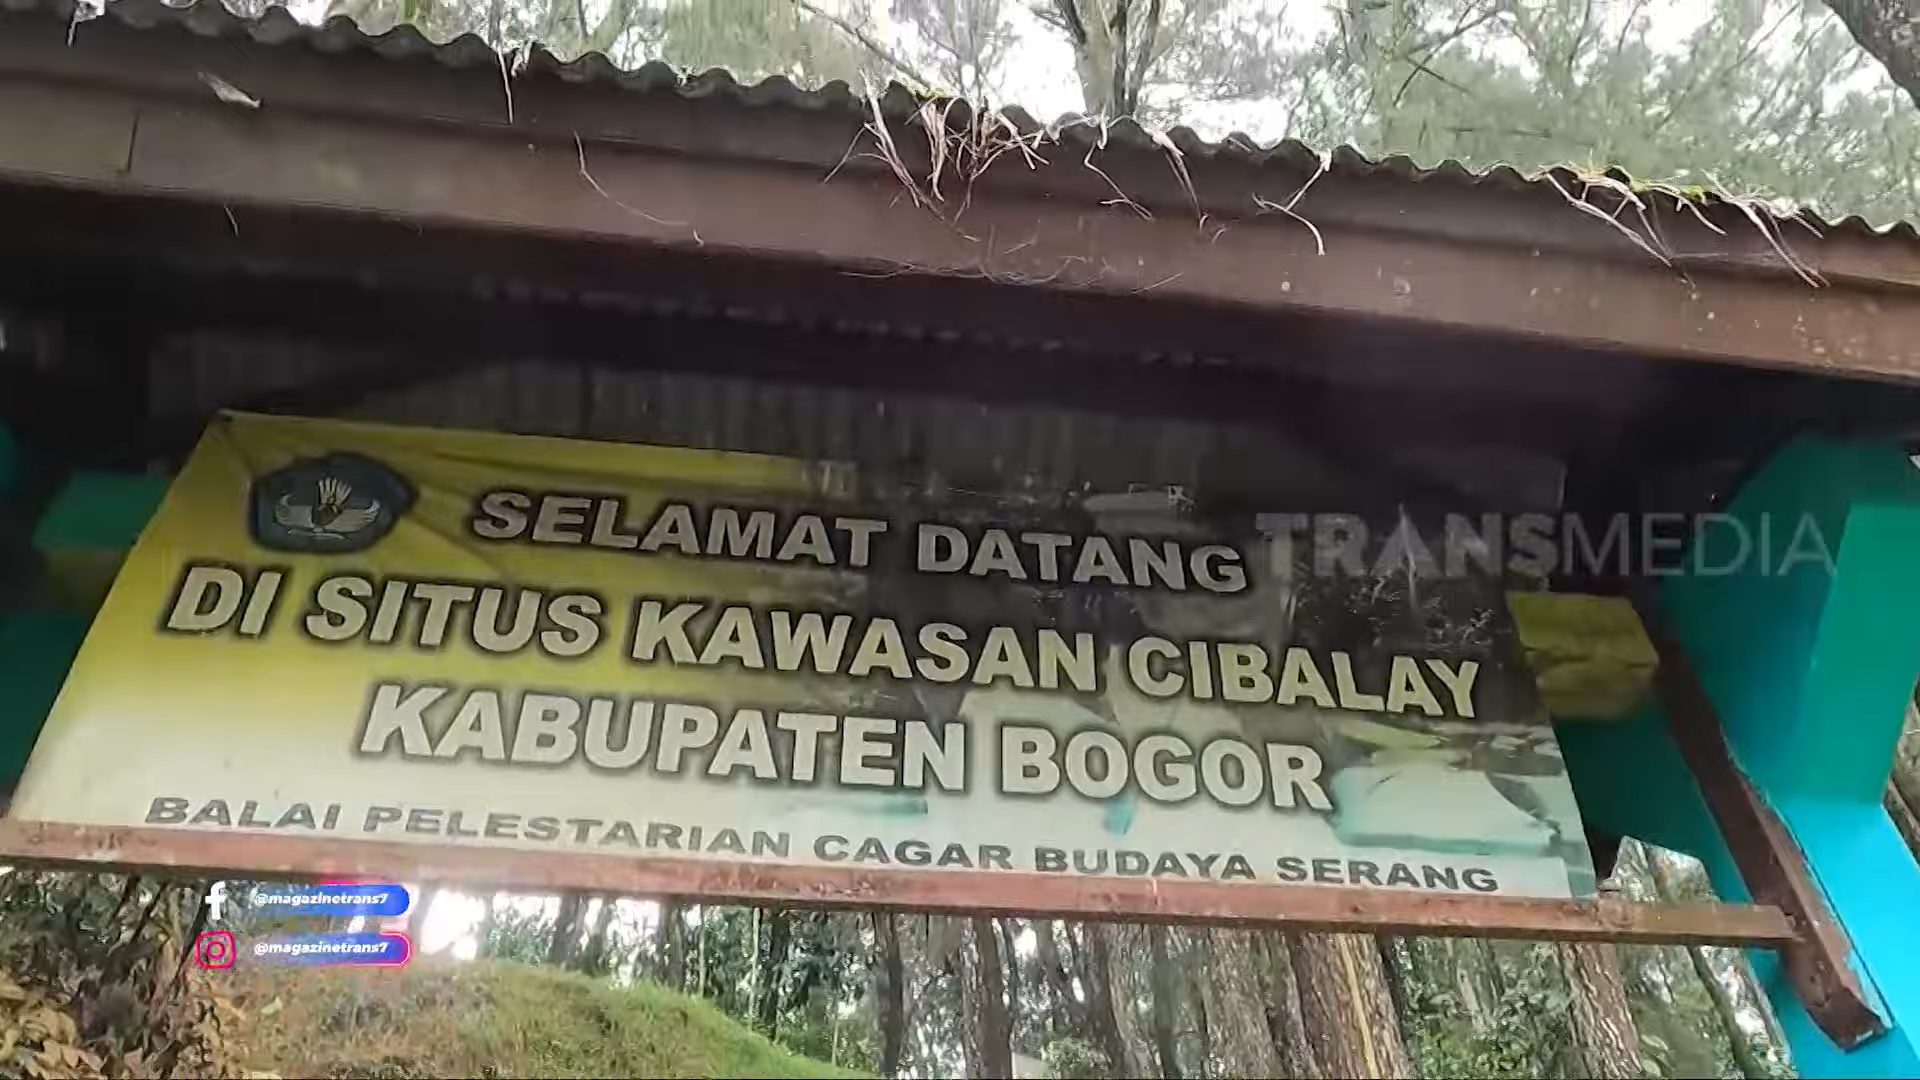 SELAMAT DATANG
DI SITUS KAWASAN CIBALAY
KABUPATEN BOGOR
BALAI PELESTARIAN CAGAR BUDAYA SERANG
TRANSMEDIA
@magazinetrans7
@magazinetrans7